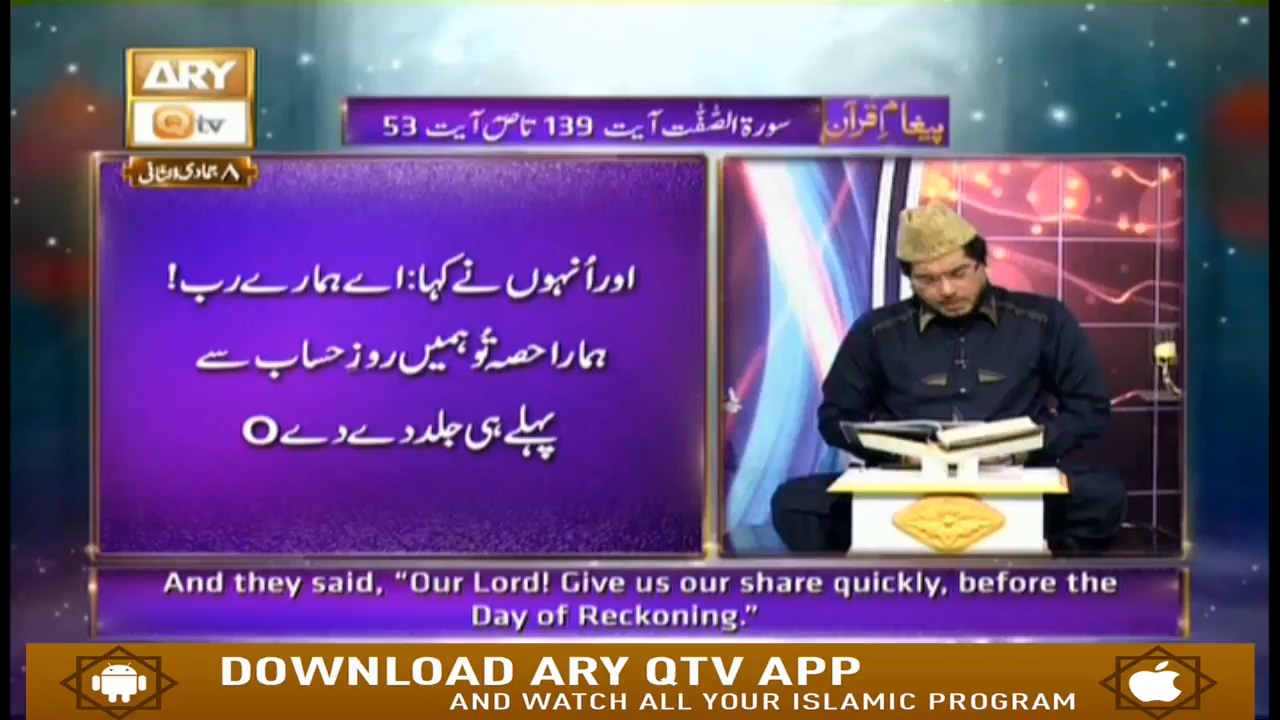 ARY
Qtv
۸ جمادی الثانی
پیغامِ قرآن
سورۃ الصّٰفّٰت آیت 139 تا صٓ آیت 53
اور اُنہوں نے کہا: اے ہمارے رب!
ہمارا حصہ تُو ہمیں روزِ حساب سے
پہلے ہی جلد دے دے O
And they said, “Our Lord! Give us our share quickly, before the
Day of Reckoning.”
DOWNLOAD ARY QTV APP
AND WATCH ALL YOUR ISLAMIC PROGRAM